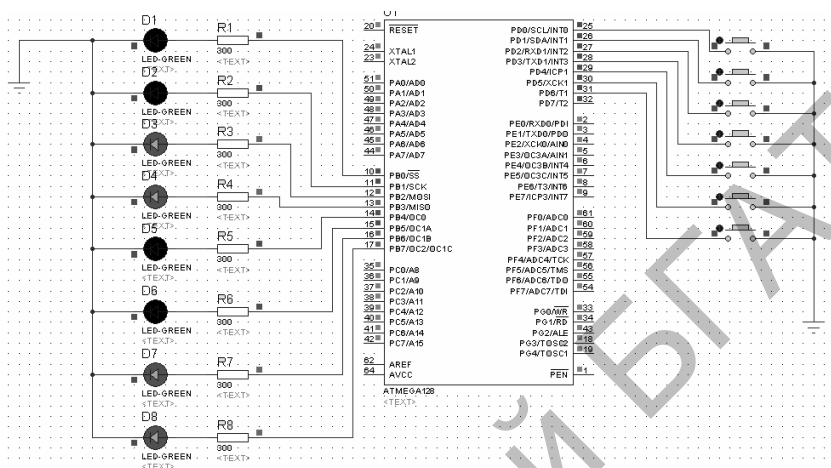 U1
D1
LED-GREEN
<TEXT>
R1
300
<TEXT>
D2
LED-GREEN
<TEXT>
R2
300
<TEXT>
D3
LED-GREEN
<TEXT>
R3
300
<TEXT>
D4
LED-GREEN
<TEXT>
R4
300
<TEXT>
D5
LED-GREEN
<TEXT>
R5
300
<TEXT>
D6
LED-GREEN
<TEXT>
R6
300
<TEXT>
D7
LED-GREEN
<TEXT>
R7
300
<TEXT>
D8
LED-GREEN
<TEXT>
R8
300
<TEXT>
20 RESET
24 XTAL1
23 XTAL2
51 PA0/AD0
50 PA1/AD1
49 PA2/AD2
48 PA3/AD3
47 PA4/AD4
46 PA5/AD5
45 PA6/AD6
44 PA7/AD7
10 PB0/SS
11 PB1/SCK
12 PB2/MOSI
13 PB3/MISO
14 PB4/OC0
15 PB5/OC1A
16 PB6/OC1B
17 PB7/OC2/OC1C
35 PC0/A8
36 PC1/A9
37 PC2/A10
38 PC3/A11
39 PC4/A12
40 PC5/A13
41 PC6/A14
42 PC7/A15
62 AREF
64 AVCC
PD0/SCL/INT0 25
PD1/SDA/INT1 26
PD2/RXD1/INT2 27
PD3/TXD1/INT3 28
PD4/ICP1 29
PD5/XCK1 30
PD6/T1 31
PD7/T2 32
PE0/RXD0/PDI 2
PE1/TXD0/PDO 3
PE2/XCK0/AIN0 4
PE3/OC3A/AIN1 5
PE4/OC3B/INT4 6
PE5/OC3C/INT5 7
PE6/T3/INT6 8
PE7/ICP3/INT7 9
PF0/ADC0 61
PF1/ADC1 60
PF2/ADC2 59
PF3/ADC3 58
PF4/ADC4/TCK 57
PF5/ADC5/TMS 56
PF6/ADC6/TDO 55
PF7/ADC7/TDI 54
PG0/WR 33
PG1/RD 34
PG2/ALE 43
PG3/TOSC2 18
PG4/TOSC1 19
PEN 1
ATMEGA128
<TEXT>
Й БГАТ